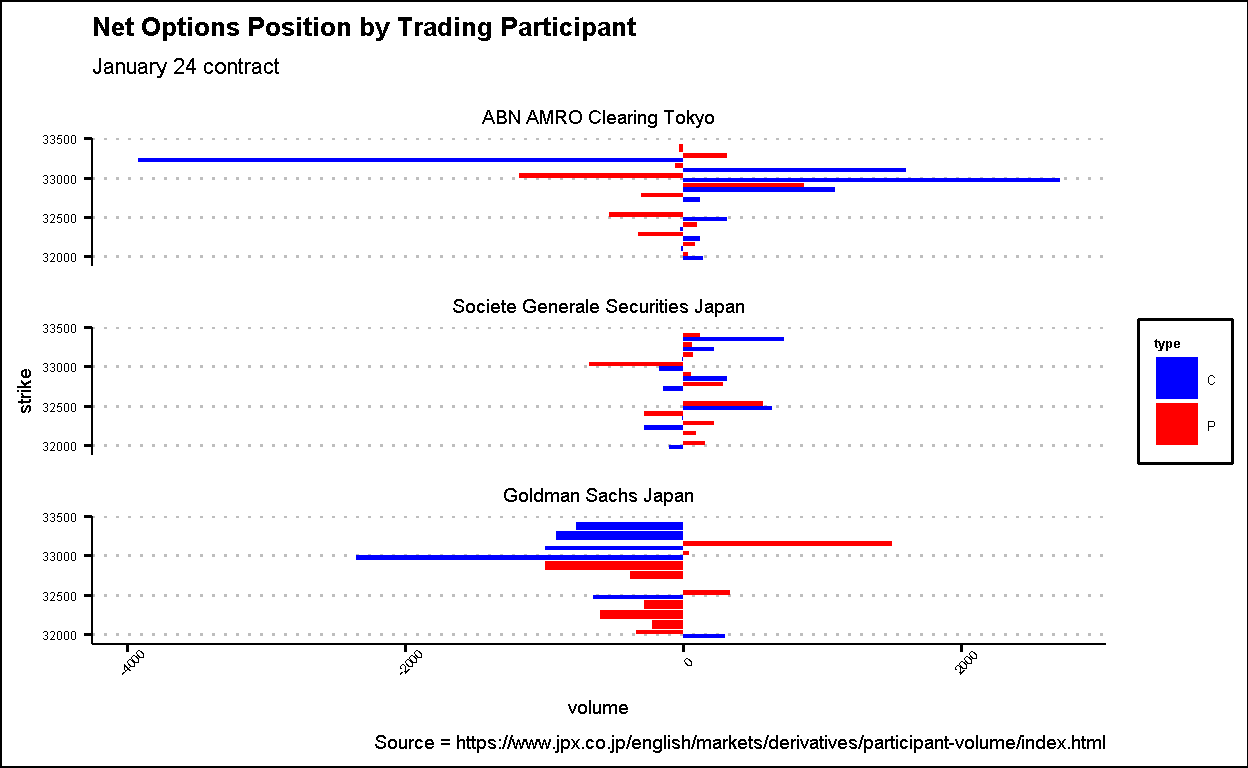 Net Options Position by Trading Participant
January 24 contract
ABN AMRO Clearing Tokyo
33500
33000
32500
32000
Societe Generale Securities Japan
33500
33000
32500
32000
strike
type
C
P
Goldman Sachs Japan
33500
33000
32500
32000
-4000 -2000 0 2000
volume
Source = https://www.jpx.co.jp/english/markets/derivatives/participant-volume/index.html